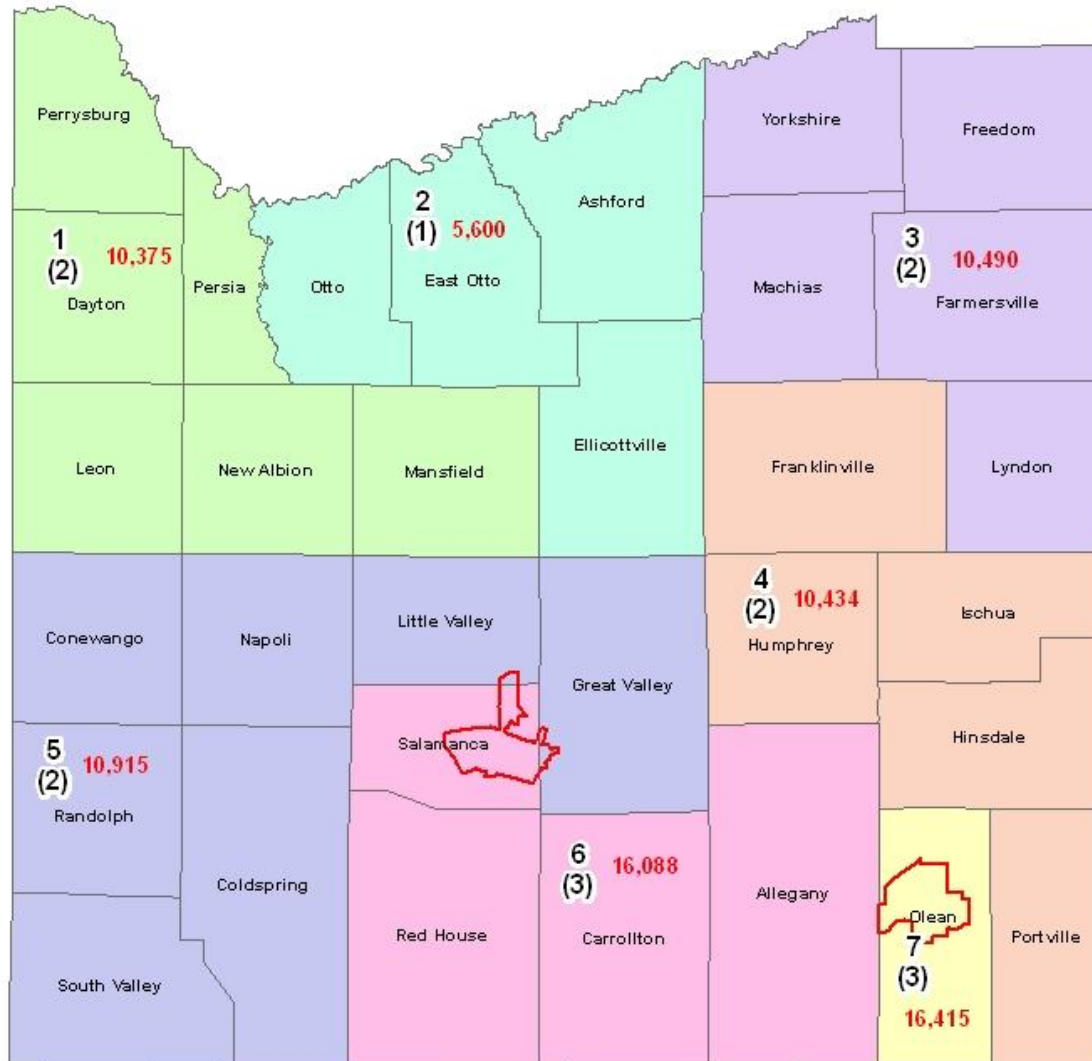 Perrysburg
Yorkshire
Freedom
Ashford
2
(1) 5,600
East Otto
1
(2) 10,375
Dayton
Persia
Otto
Machias
3
(2) 10,490
Farmersville
Leon
New Albion
Mansfield
Ellicottville
Franklinville
Lyndon
Conewango
Napoli
Little Valley
Great Valley
4
(2) 10,434
Humphrey
Ischua
Salamanca
Hinsdale
5
(2) 10,915
Randolph
Coldspring
6
(3) 16,088
Carrollton
Red House
Allegany
Olean
7
(3)
16,415
Portville
South Valley